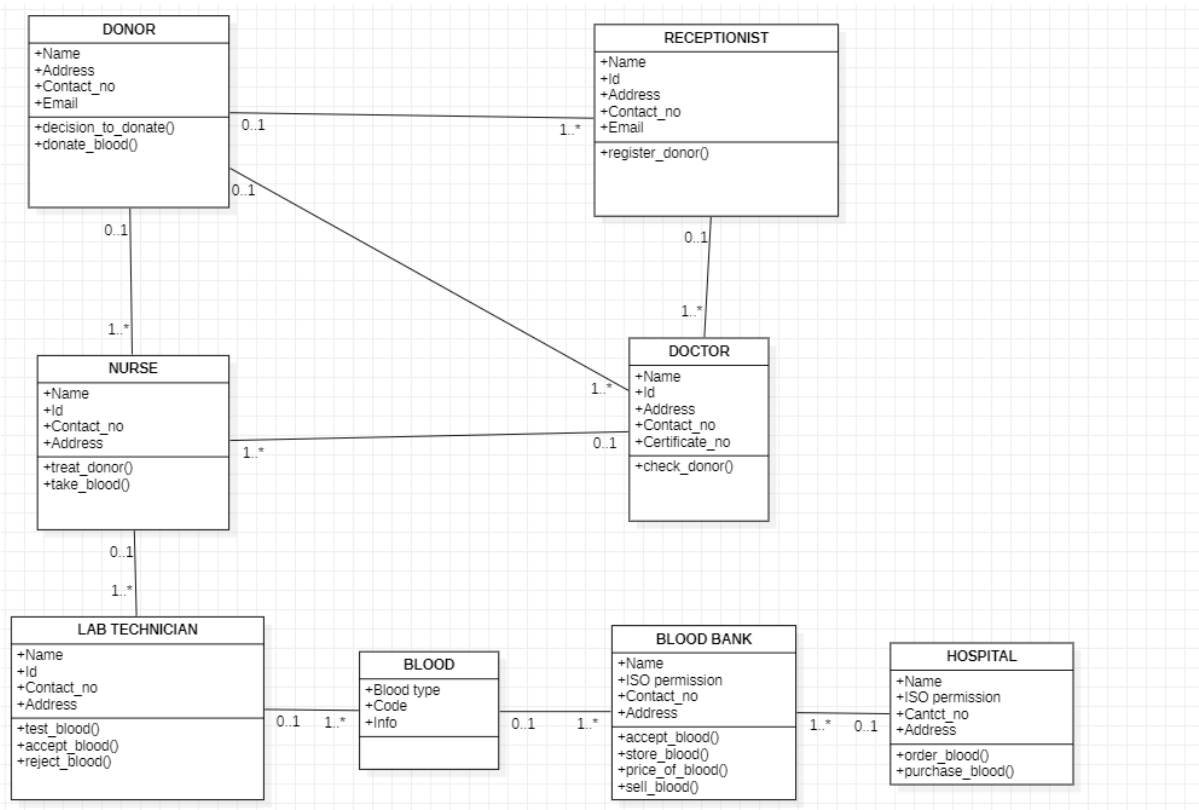 DONOR
+Name
+Address
+Contact_no
+Email
+decision_to_donate()
+donate_blood()
RECEPTIONIST
+Name
+Id
+Address
+Contact_no
+Email
+register_donor()
0..1
1..*
0..1
0..1
1..*
0..1
1..*
1..*
NURSE
+Name
+Id
+Contact_no
+Address
+treat_donor()
+take_blood()
DOCTOR
+Name
+Id
+Address
+Contact_no
+Certificate_no
+check_donor()
1..*
0..1
0..1
1..*
LAB TECHNICIAN
+Name
+Id
+Contact_no
+Address
+test_blood()
+accept_blood()
+reject_blood()
0..1
1..*
BLOOD
+Blood type
+Code
+Info
0..1
1..*
BLOOD BANK
+Name
+ISO permission
+Contact_no
+Address
+accept_blood()
+store_blood()
+price_of_blood()
+sell_blood()
1..*
0..1
HOSPITAL
+Name
+ISO permission
+Cantct_no
+Address
+order_blood()
+purchase_blood()